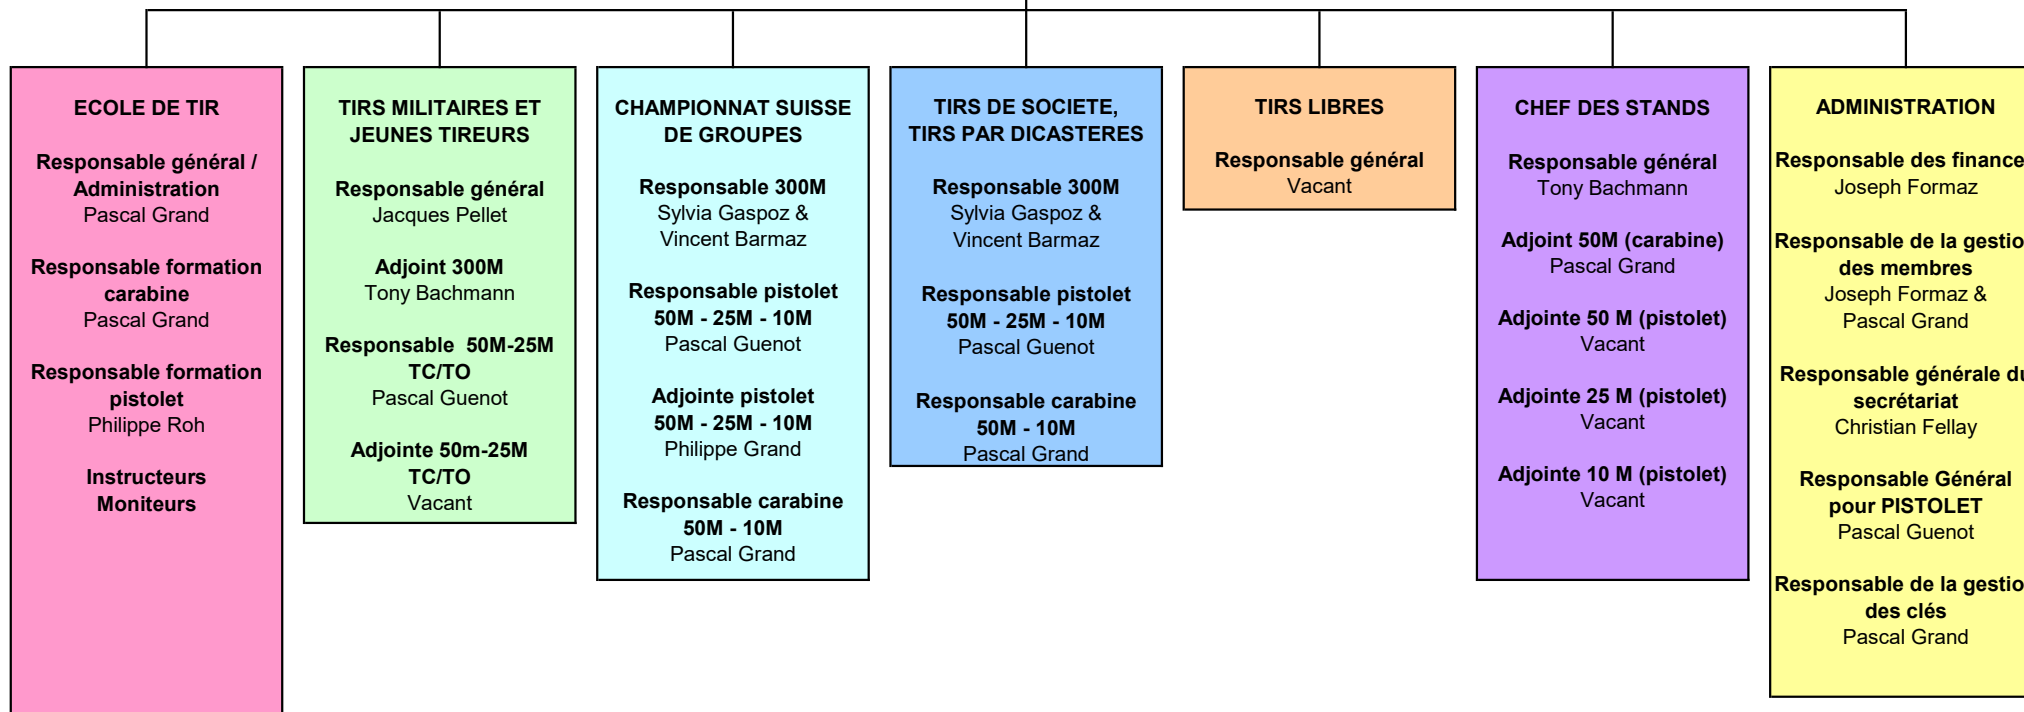 ECOLE DE TIR
Responsable général /
Administration
Pascal Grand
Responsable formation
carabine
Pascal Grand
Responsable formation
pistolet
Philippe Roh
Instructeurs
Moniteurs
TIRS MILITAIRES ET
JEUNES TIREURS
Responsable général
Jacques Pellet
Adjoint 300M
Tony Bachmann
Responsable  50M-25M
TC/TO
Pascal Guenot
Adjointe 50m-25M
TC/TO
Vacant
CHAMPIONNAT SUISSE
DE GROUPES
Responsable 300M
Sylvia Gaspoz &
Vincent Barmaz
Responsable pistolet
50M - 25M - 10M
Pascal Guenot
Adjointe pistolet
50M - 25M - 10M
Philippe Grand
Responsable carabine
50M - 10M
Pascal Grand
TIRS DE SOCIETE,
TIRS PAR DICASTERES
Responsable 300M
Sylvia Gaspoz &
Vincent Barmaz
Responsable pistolet
50M - 25M - 10M
Pascal Guenot
Responsable carabine
50M - 10M
Pascal Grand
TIRS LIBRES
Responsable général
Vacant
CHEF DES STANDS
Responsable général
Tony Bachmann
Adjoint 50M (carabine)
Pascal Grand
Adjointe 50 M (pistolet)
Vacant
Adjointe 25 M (pistolet)
Vacant
Adjointe 10 M (pistolet)
Vacant
ADMINISTRATION
Responsable des finance
Joseph Formaz
Responsable de la gestio
des membres
Joseph Formaz &
Pascal Grand
Responsable générale du
secrétariat
Christian Fellay
Responsable Général
pour PISTOLET
Pascal Guenot
Responsable de la gestio
des clés
Pascal Grand